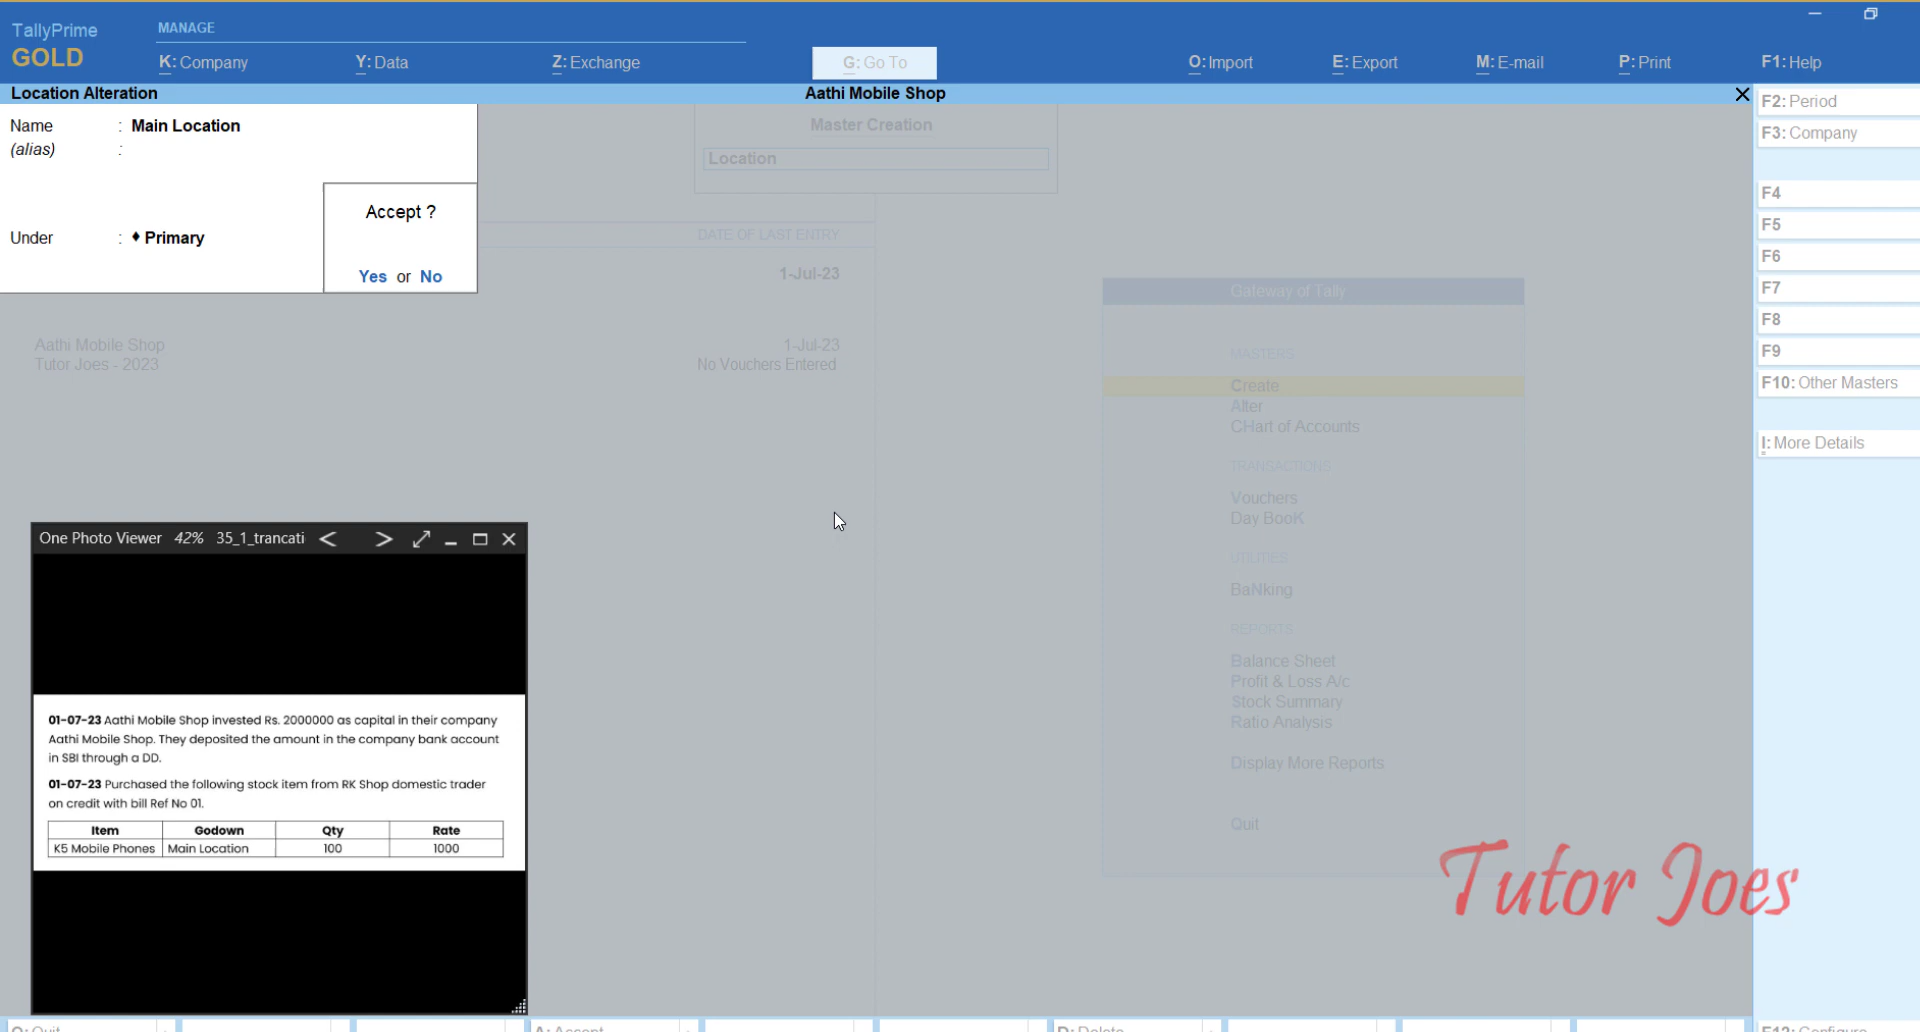 TallyPrime
GOLD
MANAGE
K: Company
Y: Data
Z: Exchange
G: Go To
O: Import
E: Export
M: E-mail
P: Print
F1: Help
Location Alteration
Aathi Mobile Shop
Name : Main Location
(alias) :
Under : ♦ Primary
Accept ?
Yes or No
Master Creation
Location
DATE OF LAST ENTRY
1-Jul-23
Aathi Mobile Shop 1-Jul-23
Tutor Joes - 2023 No Vouchers Entered
Gateway of Tally
MASTERS
Create
Alter
CHart of Accounts
TRANSACTIONS
Vouchers
Day BooK
UTILITIES
BaNking
REPORTS
Balance Sheet
Profit & Loss A/c
Stock Summary
Ratio Analysis
Display More Reports
Quit
F2: Period
F3: Company
F4
F5
F6
F7
F8
F9
F10: Other Masters
I: More Details
One Photo Viewer 42% 35_1_trancati
01-07-23 Aathi Mobile Shop invested Rs. 2000000 as capital in their company
Aathi Mobile Shop. They deposited the amount in the company bank account
in SBI through a DD.
01-07-23 Purchased the following stock item from RK Shop domestic trader
on credit with bill Ref No 01.
Item Godown Qty Rate
K5 Mobile Phones Main Location 100 1000
Tutor Joes
Q: Quit
A: Accept
D: Delete
F12: Configure